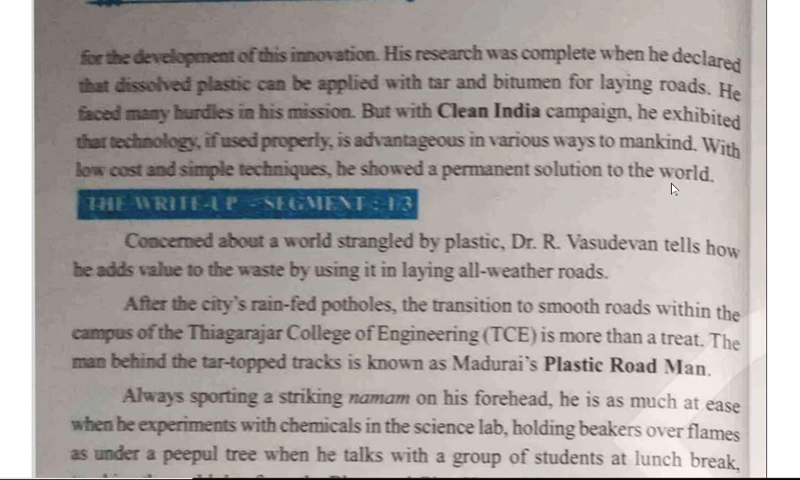 for the development of this innovation. His research was complete when he declared
that dissolved plastic can be applied with tar and bitumen for laying roads. He
faced many hurdles in his mission. But with Clean India campaign, he exhibited
that technology, if used properly, is advantageous in various ways to mankind. With
low cost and simple techniques, he showed a permanent solution to the world.
THE WRITE-UP - SEGMENT : 1/3
Concerned about a world strangled by plastic, Dr. R. Vasudevan tells how
he adds value to the waste by using it in laying all-weather roads.
After the city's rain-fed potholes, the transition to smooth roads within the
campus of the Thiagarajar College of Engineering (TCE) is more than a treat. The
man behind the tar-topped tracks is known as Madurai's Plastic Road Man.
Always sporting a striking namam on his forehead, he is as much at ease
when he experiments with chemicals in the science lab, holding beakers over flames
as under a peepul tree when he talks with a group of students at lunch break,